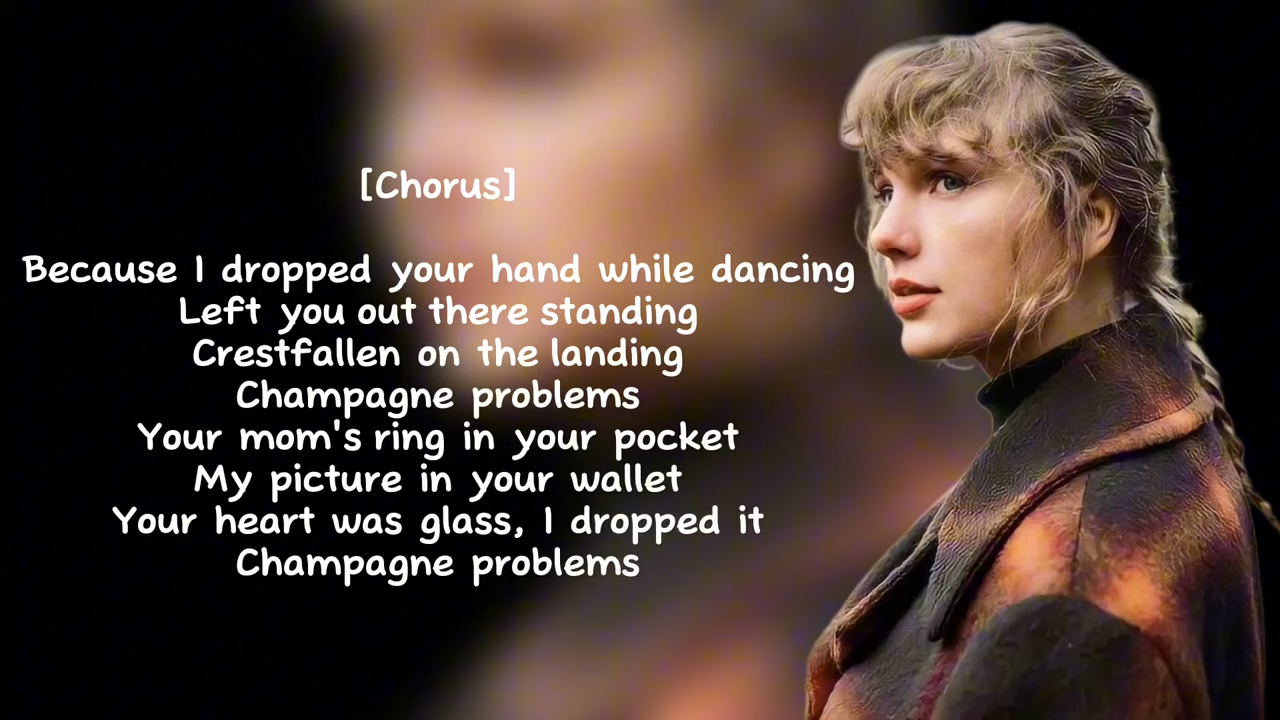 [Chorus]
Because I dropped your hand while dancing
Left you out there standing
Crestfallen on the landing
Champagne problems
Your mom's ring in your pocket
My picture in your wallet
Your heart was glass, I dropped it
Champagne problems